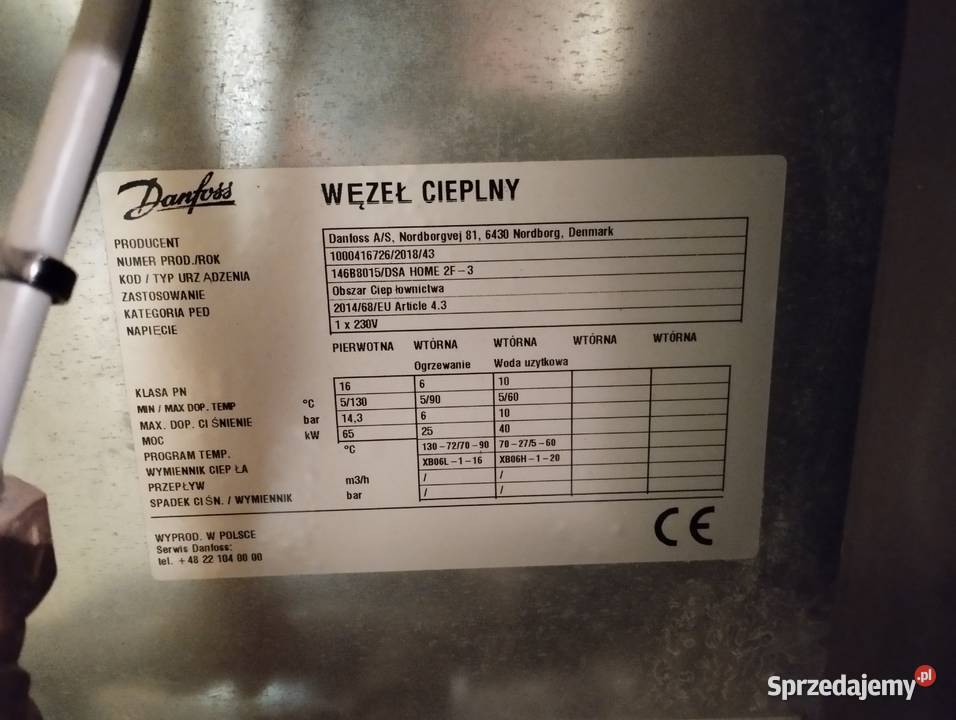 Danfoss WĘZEŁ CIEPLNY
PRODUCENT Danfoss A/S, Nordborgvej 81, 6430 Nordborg, Denmark
NUMER PROD./ROK 1000416726/2018/43
KOD / TYP URZ ĄDZENIA 146B8015/DSA HOME 2F-3
ZASTOSOWANIE Obszar Ciep łownictwa
KATEGORIA PED 2014/68/EU Article 4.3
NAPIĘCIE 1 x 230V
PIERWOTNA WTÓRNA WTÓRNA WTÓRNA WTÓRNA
Ogrzewanie Woda uzytkowa
KLASA PN 16 6 10
MIN / MAX DOP. TEMP °C 5/130 5/90 5/60
MAX. DOP. CI ŚNIENIE bar 14,3 6 10
MOC kW 65 25 40
PROGRAM TEMP. °C 130-72/70-90 70-27/5-60
WYMIENNIK CIEP ŁA XB06L-1-16 XB06H-1-20
PRZEPŁYW m3/h / /
SPADEK CIŚN. / WYMIENNIK bar / /
WYPROD. W POLSCE
Serwis Danfoss:
tel. +48 22 104 00 00
CE
Sprzedajemy.pl